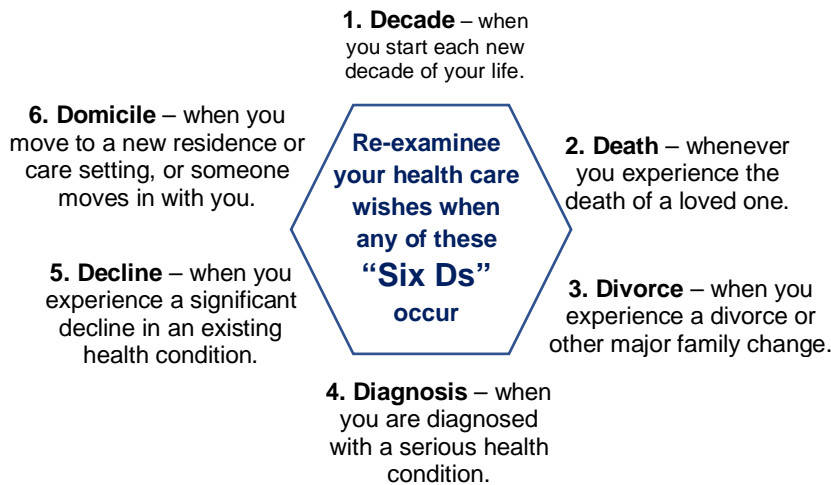 1. Decade – when
you start each new
decade of your life.
6. Domicile – when you
move to a new residence or
care setting, or someone
moves in with you.
Re-examinee
your health care
wishes when
any of these
“Six Ds”
occur
2. Death – whenever
you experience the
death of a loved one.
5. Decline – when you
experience a significant
decline in an existing
health condition.
3. Divorce – when you
experience a divorce or
other major family change.
4. Diagnosis – when
you are diagnosed
with a serious health
condition.